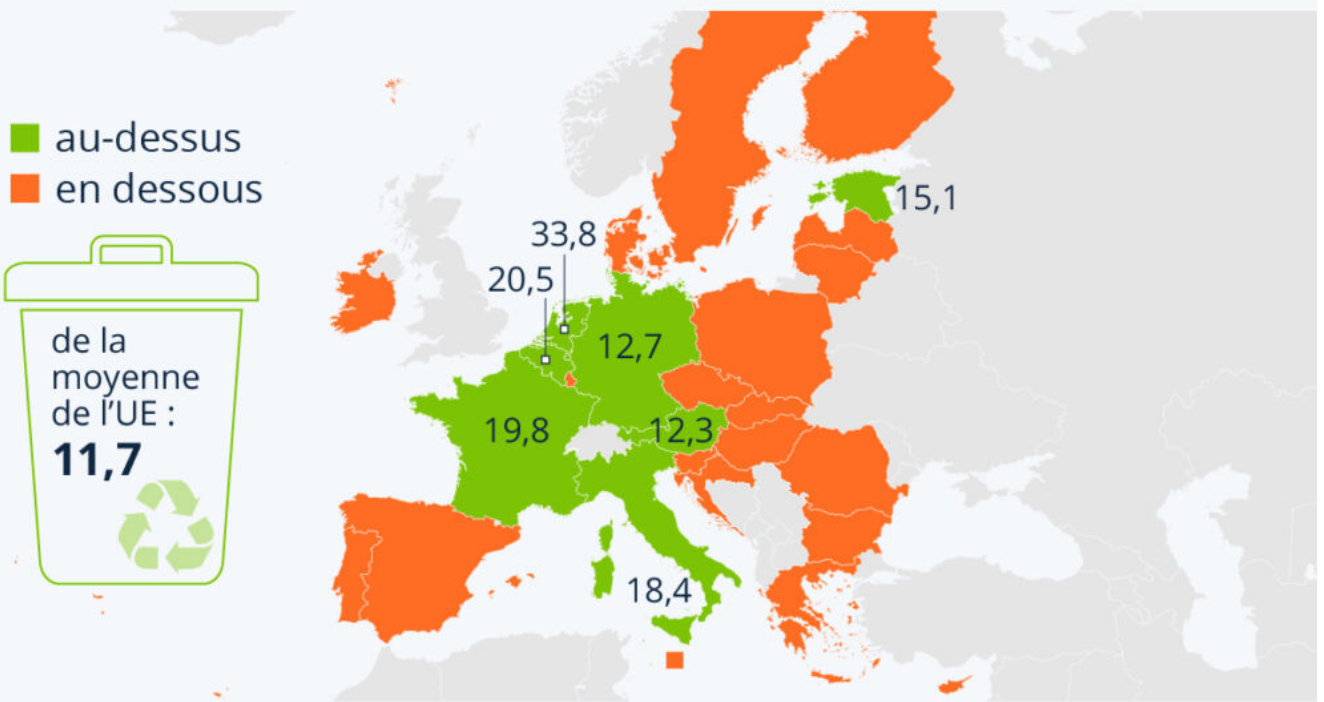 au-dessus
en dessous
de la
moyenne
de l’UE :
11,7
15,1
33,8
20,5
12,7
19,8
12,3
18,4